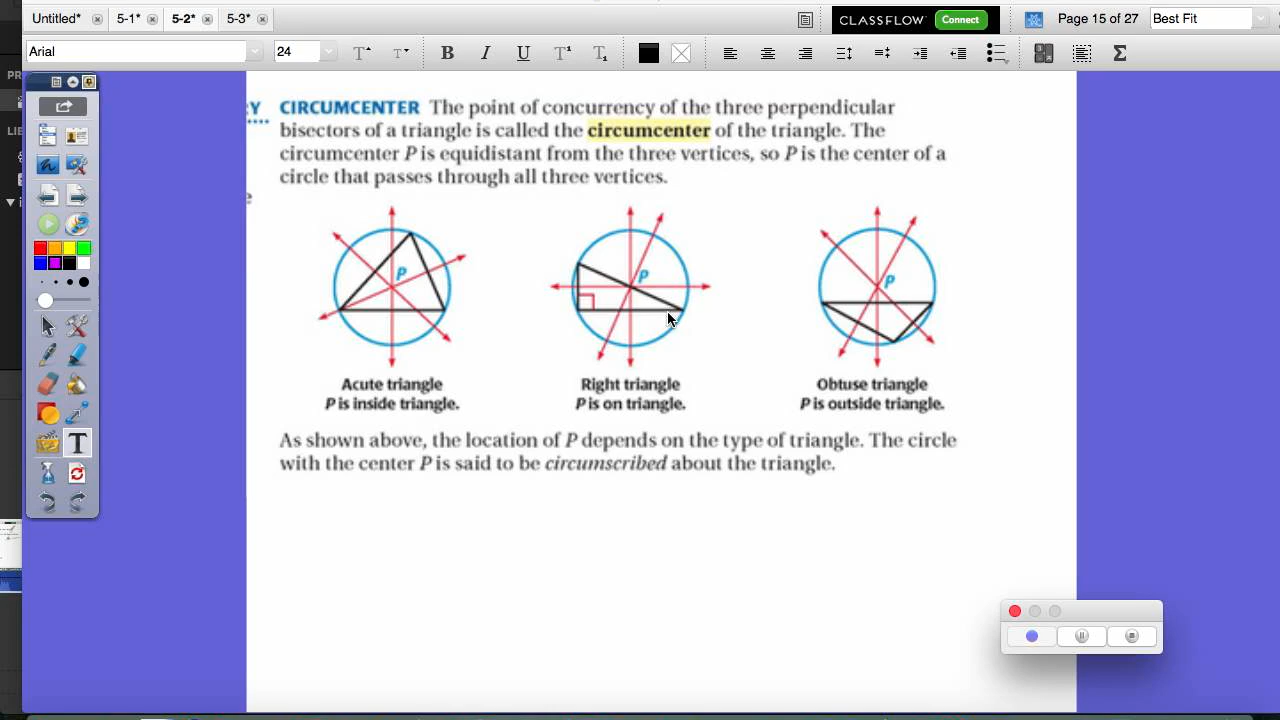 Untitled*
5-1*
5-2*
5-3*
CLASSFLOW Connect
Page 15 of 27
Best Fit
Arial
24
B I U T T
CIRCUMCENTER The point of concurrency of the three perpendicular
bisectors of a triangle is called the circumcenter of the triangle. The
circumcenter P is equidistant from the three vertices, so P is the center of a
circle that passes through all three vertices.
P
P
P
Acute triangle
P is inside triangle.
Right triangle
P is on triangle.
Obtuse triangle
P is outside triangle.
As shown above, the location of P depends on the type of triangle. The circle
with the center P is said to be circumscribed about the triangle.
T